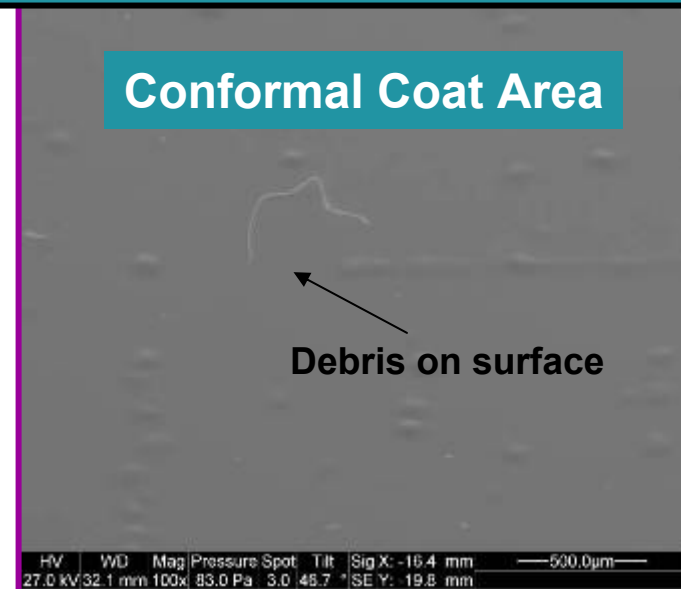 Conformal Coat Area
Debris on surface
HV WD Mag Pressure Spot Tilt Sig X: -16.4 mm 500.0µm
27.0 kV 32.1 mm 100x 83.0 Pa 3.0 45.7 ° SE Y: -19.8 mm